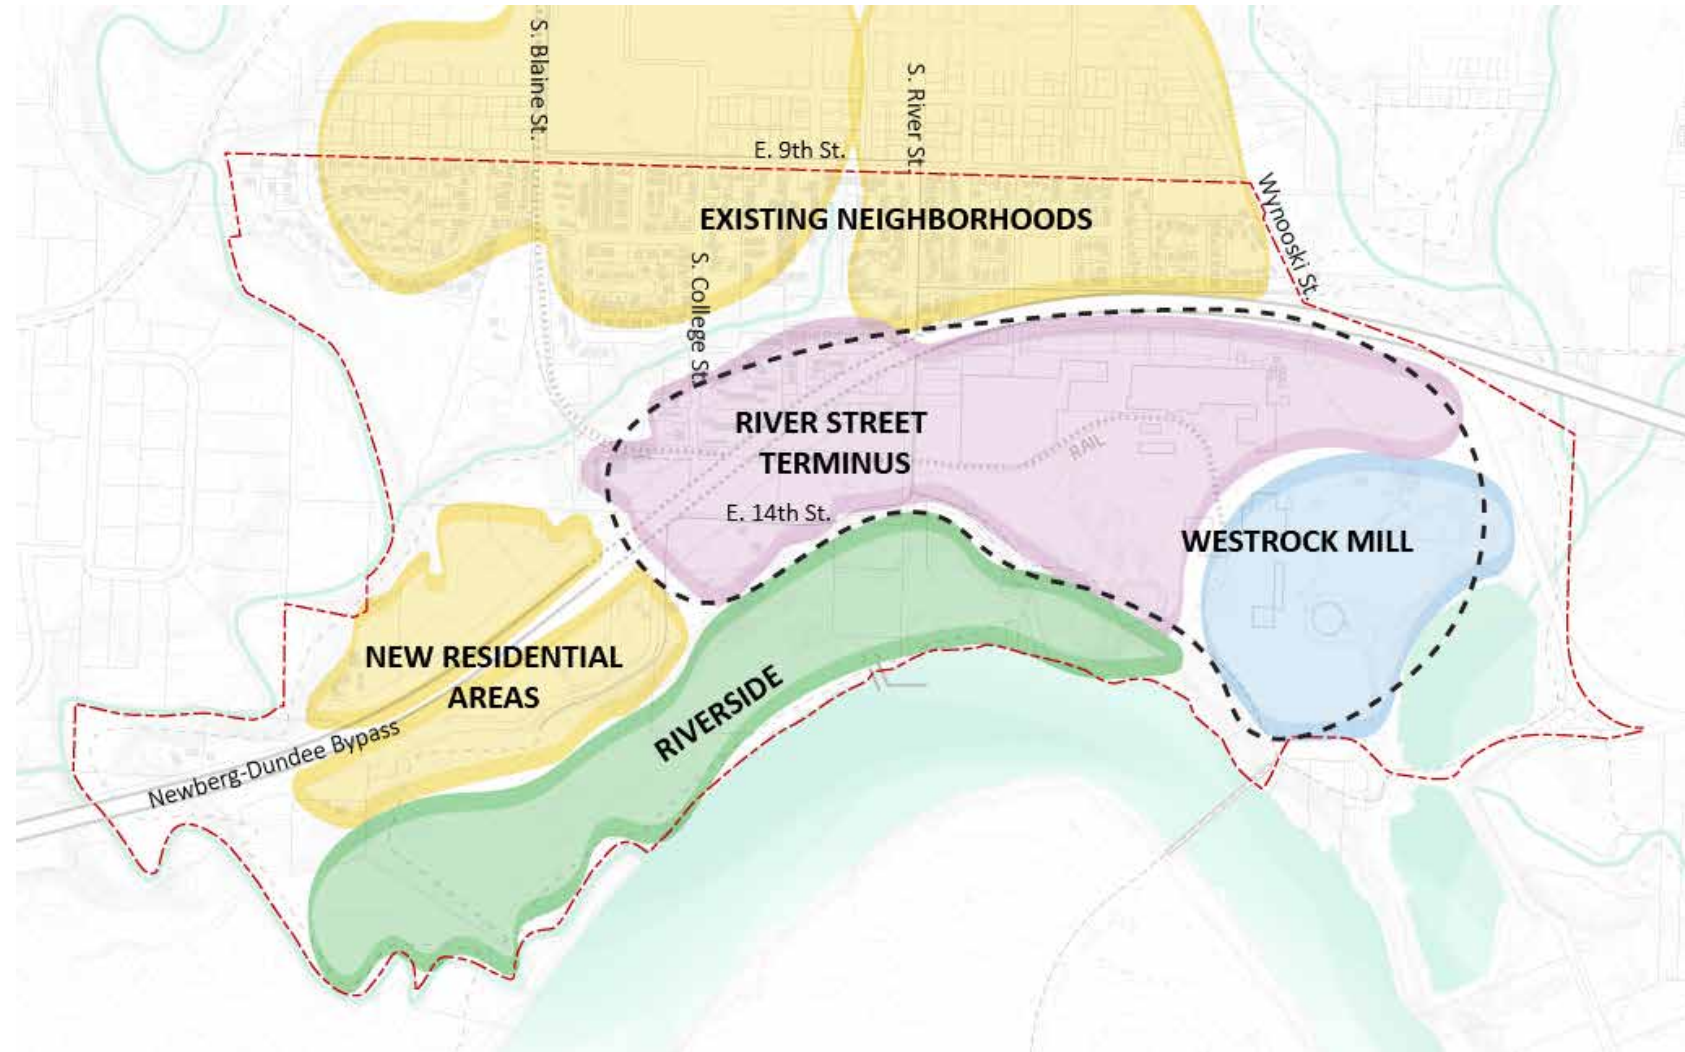 S. Blaine St.
S. River St.
E. 9th St.
Wynooski St.
EXISTING NEIGHBORHOODS
S. College St.
RIVER STREET
TERMINUS
RAIL
E. 14th St.
WESTROCK MILL
NEW RESIDENTIAL
AREAS
RIVERSIDE
Newberg-Dundee Bypass